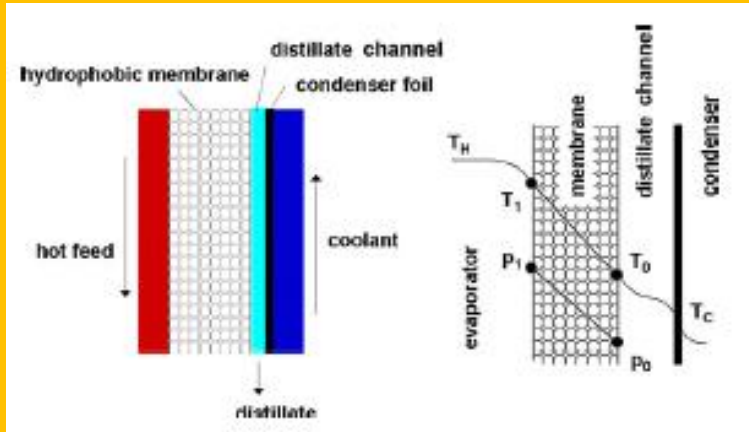 distillate channel
hydrophobic membrane
condenser foil
hot feed
coolant
distillate
evaporator
membrane
distillate channel
condenser
T_H
T_1
P_1
T_0
T_C
p_0